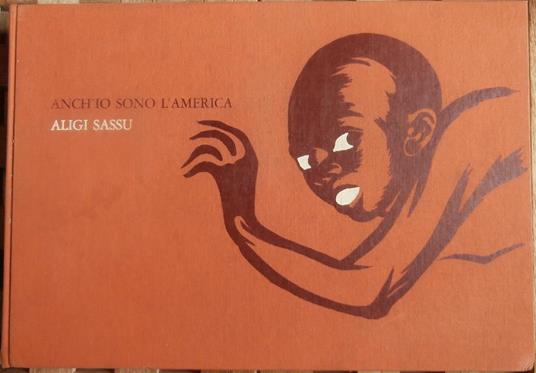 ANCH'IO SONO L'AMERICA
ALIGI SASSU